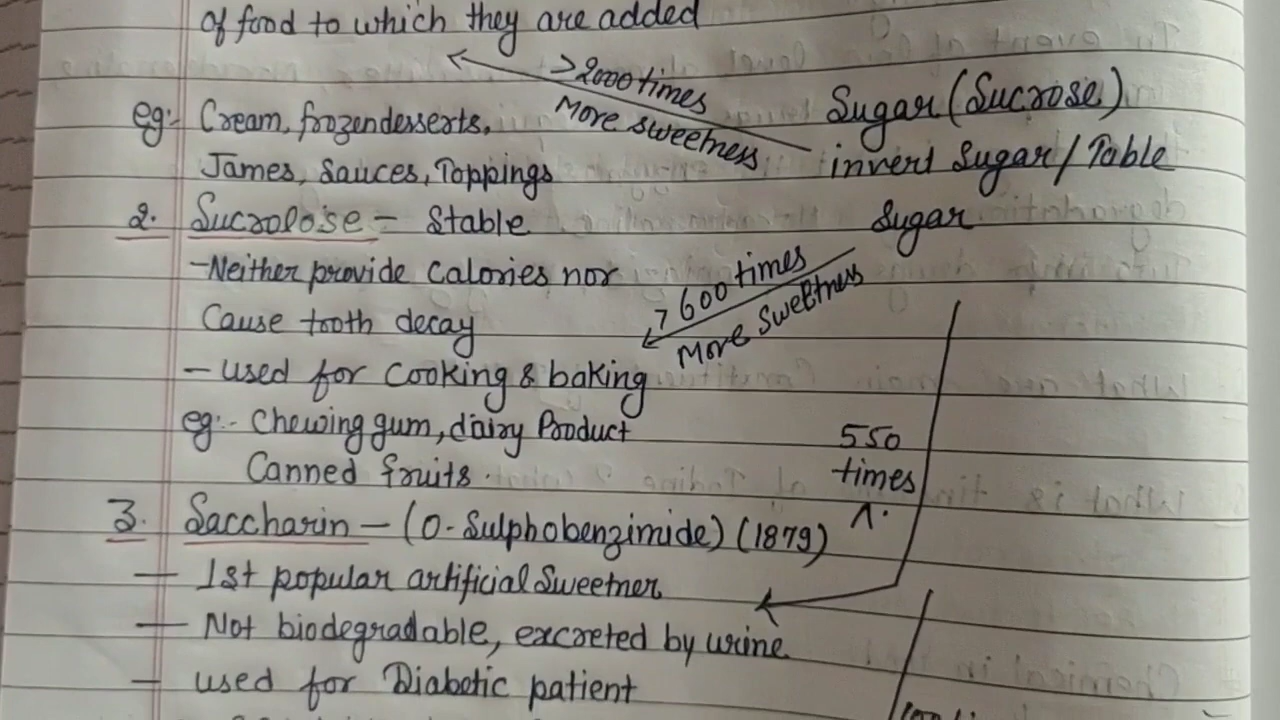 of food to which they are added
>2000 times
More sweetness
Sugar (Sucrose)
invert Sugar / Table
Sugar
eg:- Cream, frozen desserts,
James, Sauces, Toppings
2. Sucrolose - Stable
- Neither provide calories nor
Cause tooth decay
> 600 times
More Sweetness
- used for cooking & baking
eg:- Chewing gum, dairy Product
Canned fruits.
550
times
3. Saccharin - (O-Sulphobenzimide) (1879)
- 1st popular artificial Sweetner
- Not biodegradable, excreted by urine
- used for Diabetic patient